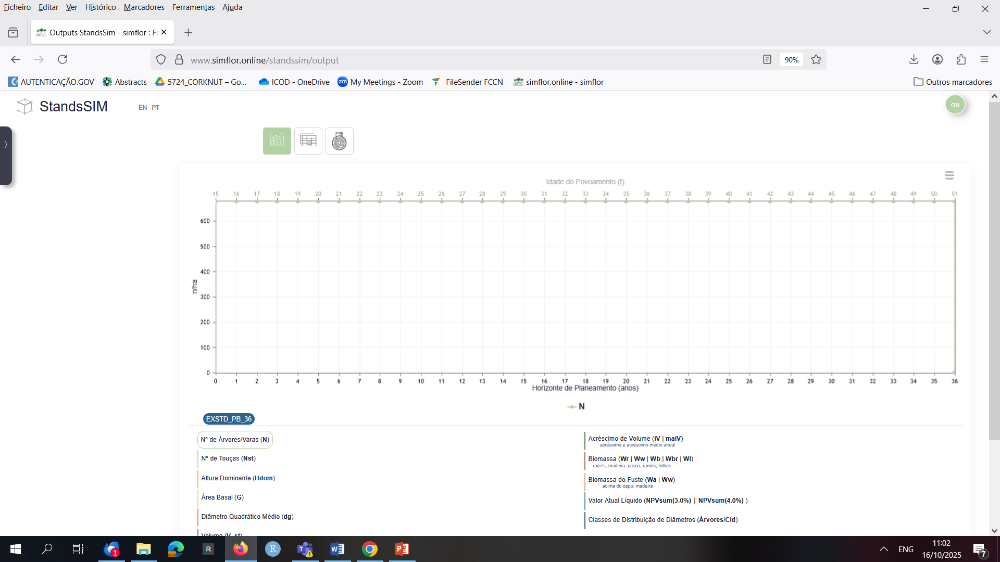 Ficheiro Editar Ver Histórico Marcadores Ferramentas Ajuda
Outputs StandsSim - simflor : Fo
www.simflor.online/standssim/output
90%
AUTENTICAÇÃO.GOV Abstracts 5724_CORKNUT – Go... ICOD - OneDrive zm My Meetings - Zoom FileSender FCCN simflor.online - simflor Outros marcadores
StandsSIM EN PT ON
Idade do Povoamento (t)
15 16 17 18 19 20 21 22 23 24 25 26 27 28 29 30 31 32 33 34 35 36 37 38 39 40 41 42 43 44 45 46 47 48 49 50 51
600
500
400
n/ha
300
200
100
0
0 1 2 3 4 5 6 7 8 9 10 11 12 13 14 15 16 17 18 19 20 21 22 23 24 25 26 27 28 29 30 31 32 33 34 35 36
Horizonte de Planeamento (anos)
N
EXSTD_PB_36
Nº de Árvores/Varas (N)
Nº de Touças (Nst)
Altura Dominante (Hdom)
Área Basal (G)
Diâmetro Quadrático Médio (dg)
Volume (V_st)
Acréscimo de Volume (iV | maiV)
acréscimo e acréscimo médio anual
Biomassa (Wr | Ww | Wb | Wbr | Wl)
raizes, madeira, casca, ramos, folhas
Biomassa do Fuste (Wa | Ww)
acima do cepo, madeira
Valor Atual Líquido (NPVsum(3.0%) | NPVsum(4.0%) )
Classes de Distribuição de Diâmetros (Árvores/Cld)
1 R R W P ENG 11:02
16/10/2025 7